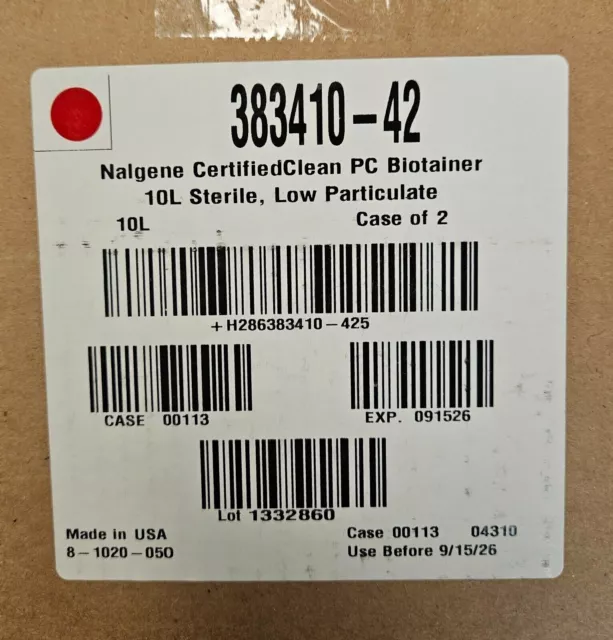 383410-42
Nalgene CertifiedClean PC Biotainer
10L Sterile, Low Particulate
10L Case of 2
+H286383410-425
CASE 00113 EXP. 091526
Lot 1332860
Made in USA Case 00113 04310
8-1020-050 Use Before 9/15/26